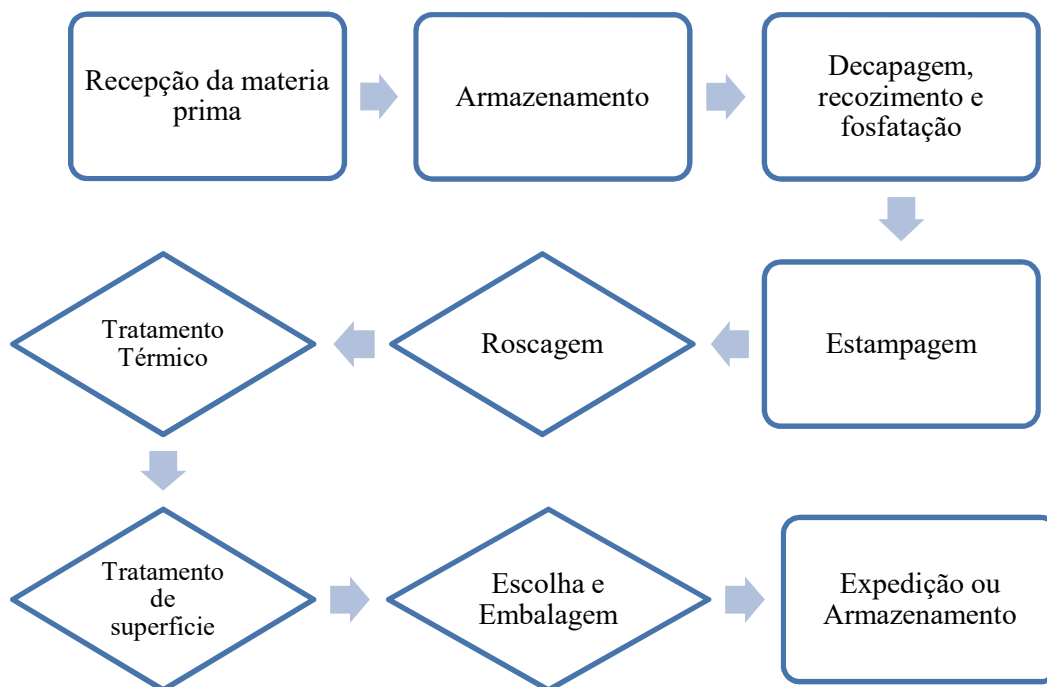 Recepção da materia
prima
Armazenamento
Decapagem,
recozimento e
fosfatação
Estampagem
Roscagem
Tratamento
Térmico
Tratamento
de
superficie
Escolha e
Embalagem
Expedição ou
Armazenamento